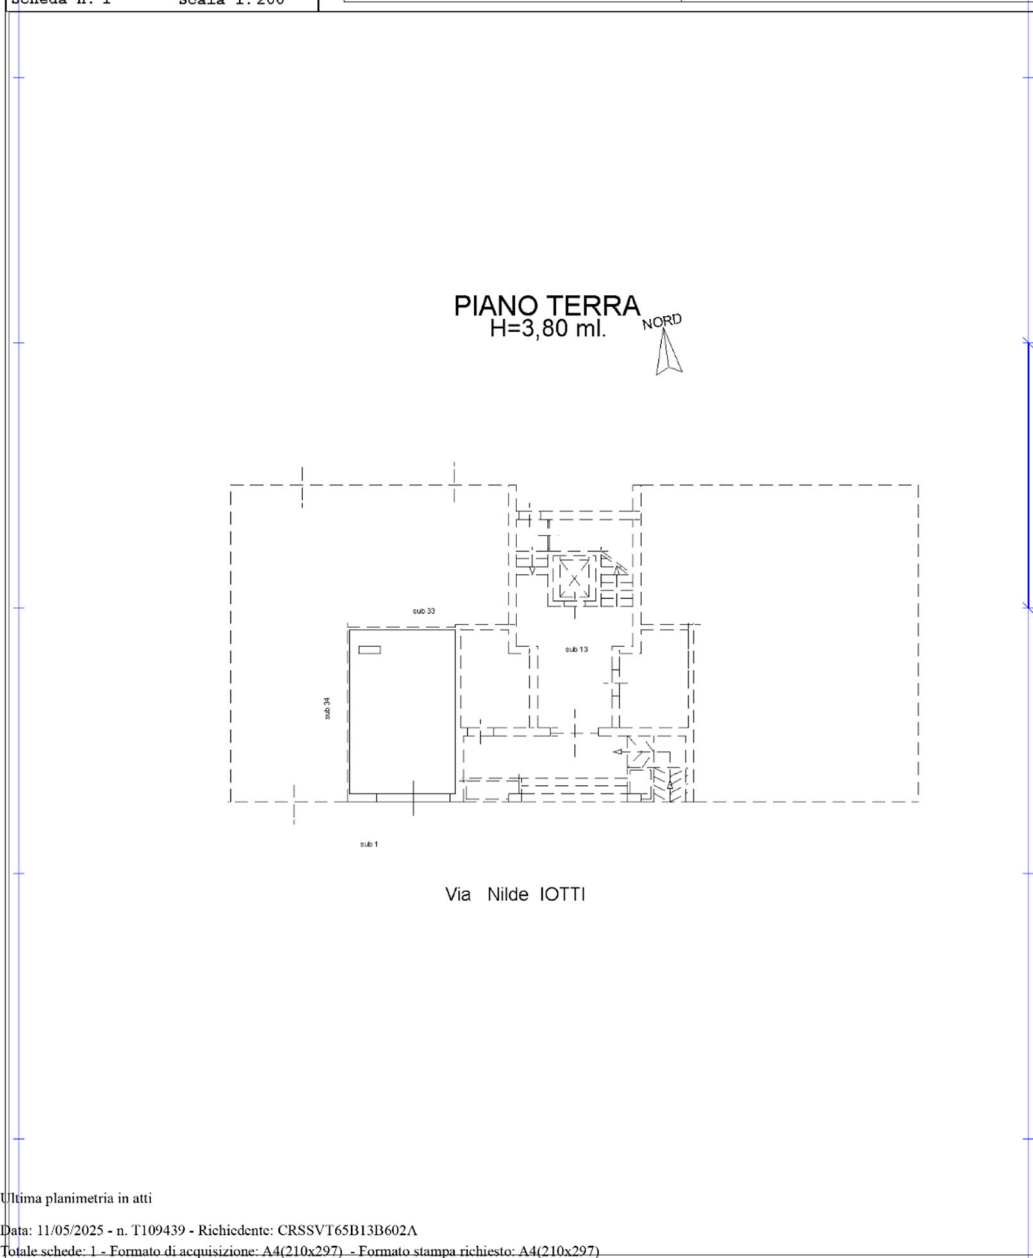 Scheda n. 1 Scala 1:200
PIANO TERRA
H=3,80 ml.
NORD
sub 33
sub 13
sub 34
sub 1
Via Nilde IOTTI
Ultima planimetria in atti
Data: 11/05/2025 - n. T109439 - Richiedente: CRSSVT65B13B602A
Totale schede: 1 - Formato di acquisizione: A4(210x297) - Formato stampa richiesto: A4(210x297)